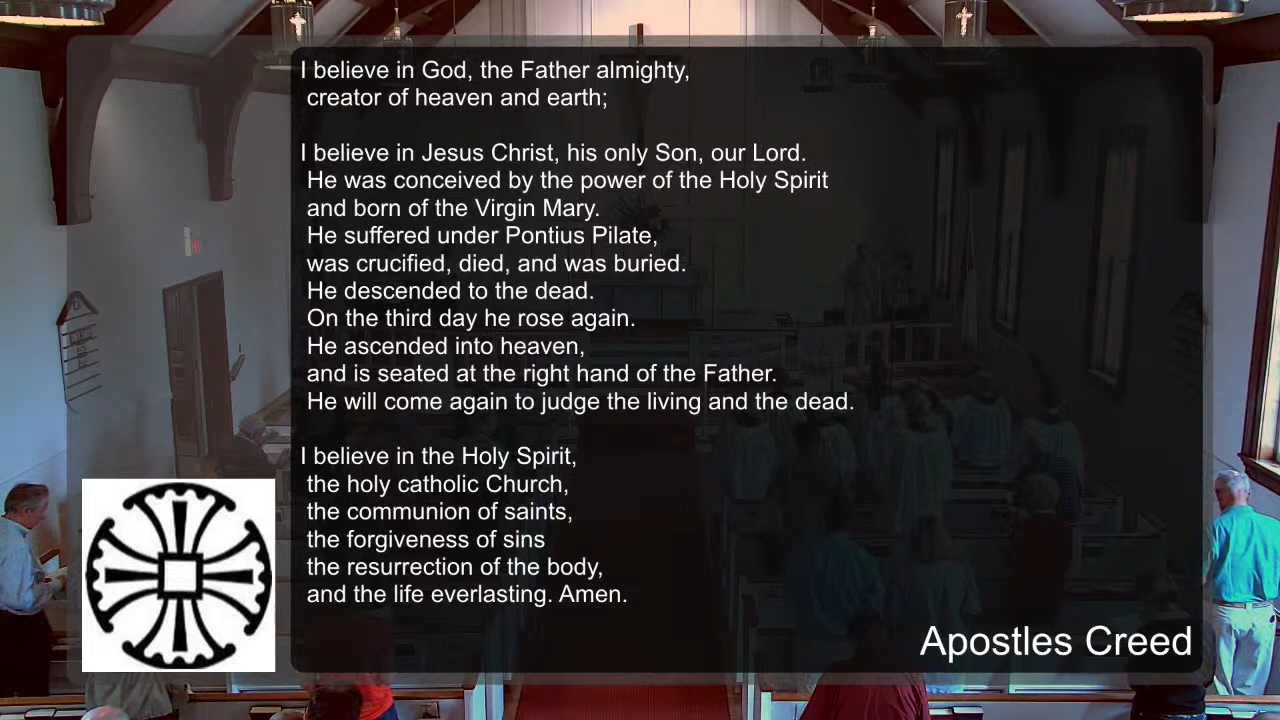 I believe in God, the Father almighty,
creator of heaven and earth;
I believe in Jesus Christ, his only Son, our Lord.
He was conceived by the power of the Holy Spirit
and born of the Virgin Mary.
He suffered under Pontius Pilate,
was crucified, died, and was buried.
He descended to the dead.
On the third day he rose again.
He ascended into heaven,
and is seated at the right hand of the Father.
He will come again to judge the living and the dead.
I believe in the Holy Spirit,
the holy catholic Church,
the communion of saints,
the forgiveness of sins
the resurrection of the body,
and the life everlasting. Amen.
Apostles Creed